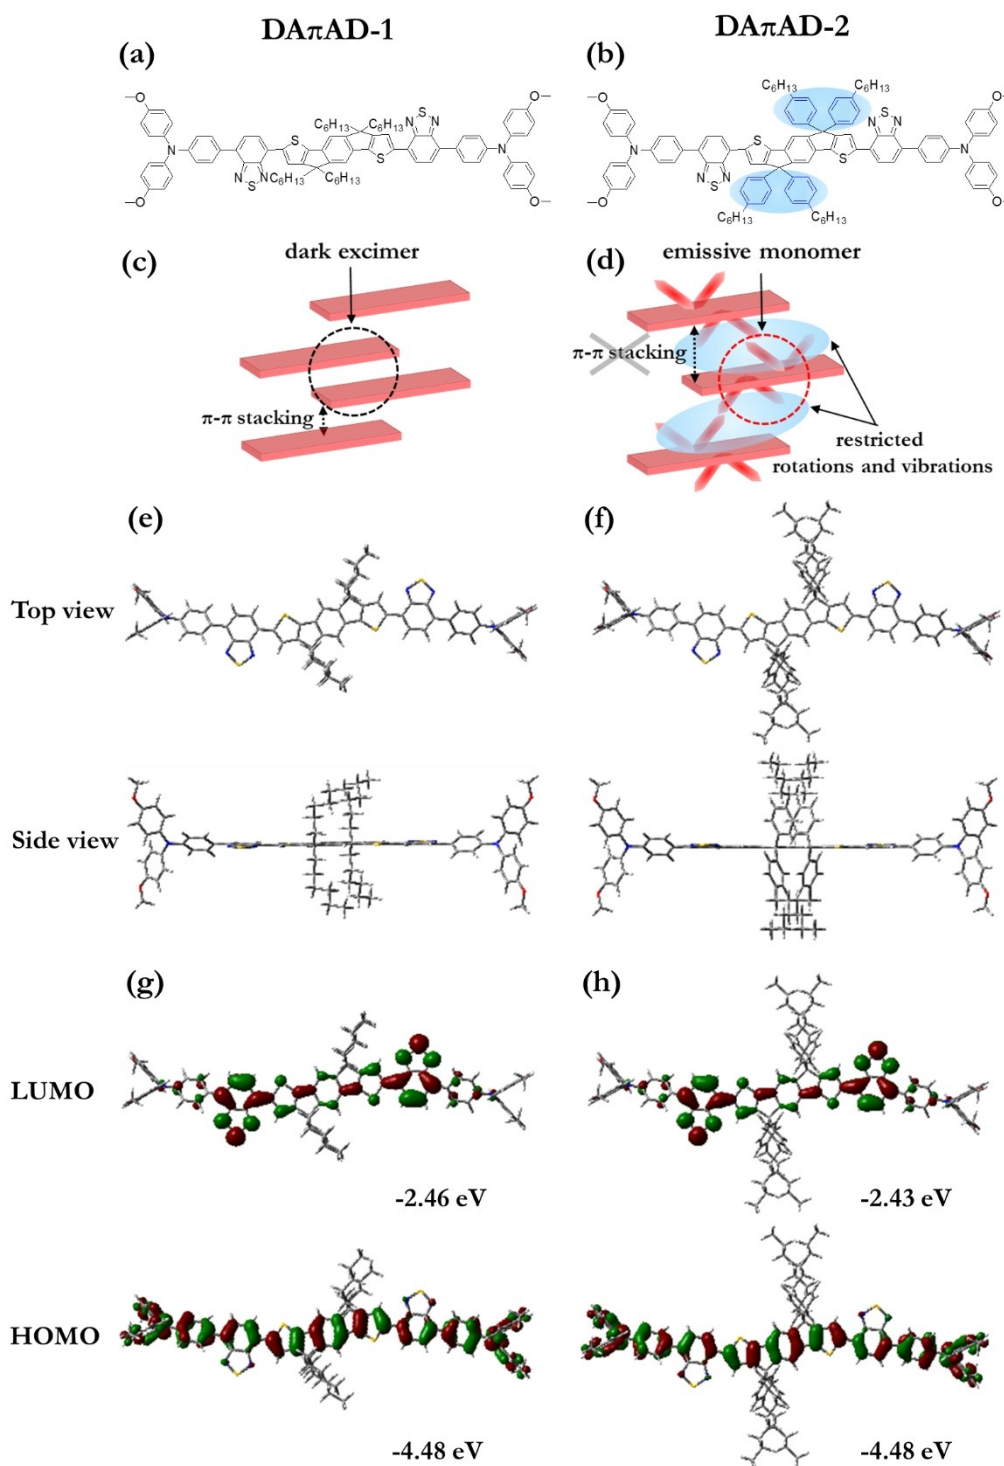 DAπAD-1
DAπAD-2
(a)
(b)
—O
O—
C₆H₁₃
C₆H₁₃
N
S
N
S
N
N
S
N
S
N
C₆H₁₃
C₆H₁₃
—O
O—
—O
C₆H₁₃
C₆H₁₃
O—
N
S
N
S
N
N
S
N
S
N
—O
C₆H₁₃
C₆H₁₃
O—
(c)
dark excimer
π-π stacking
(d)
emissive monomer
π-π stacking
restricted
rotations and vibrations
(e)
(f)
Top view
Side view
(g)
(h)
LUMO
-2.46 eV
-2.43 eV
HOMO
-4.48 eV
-4.48 eV